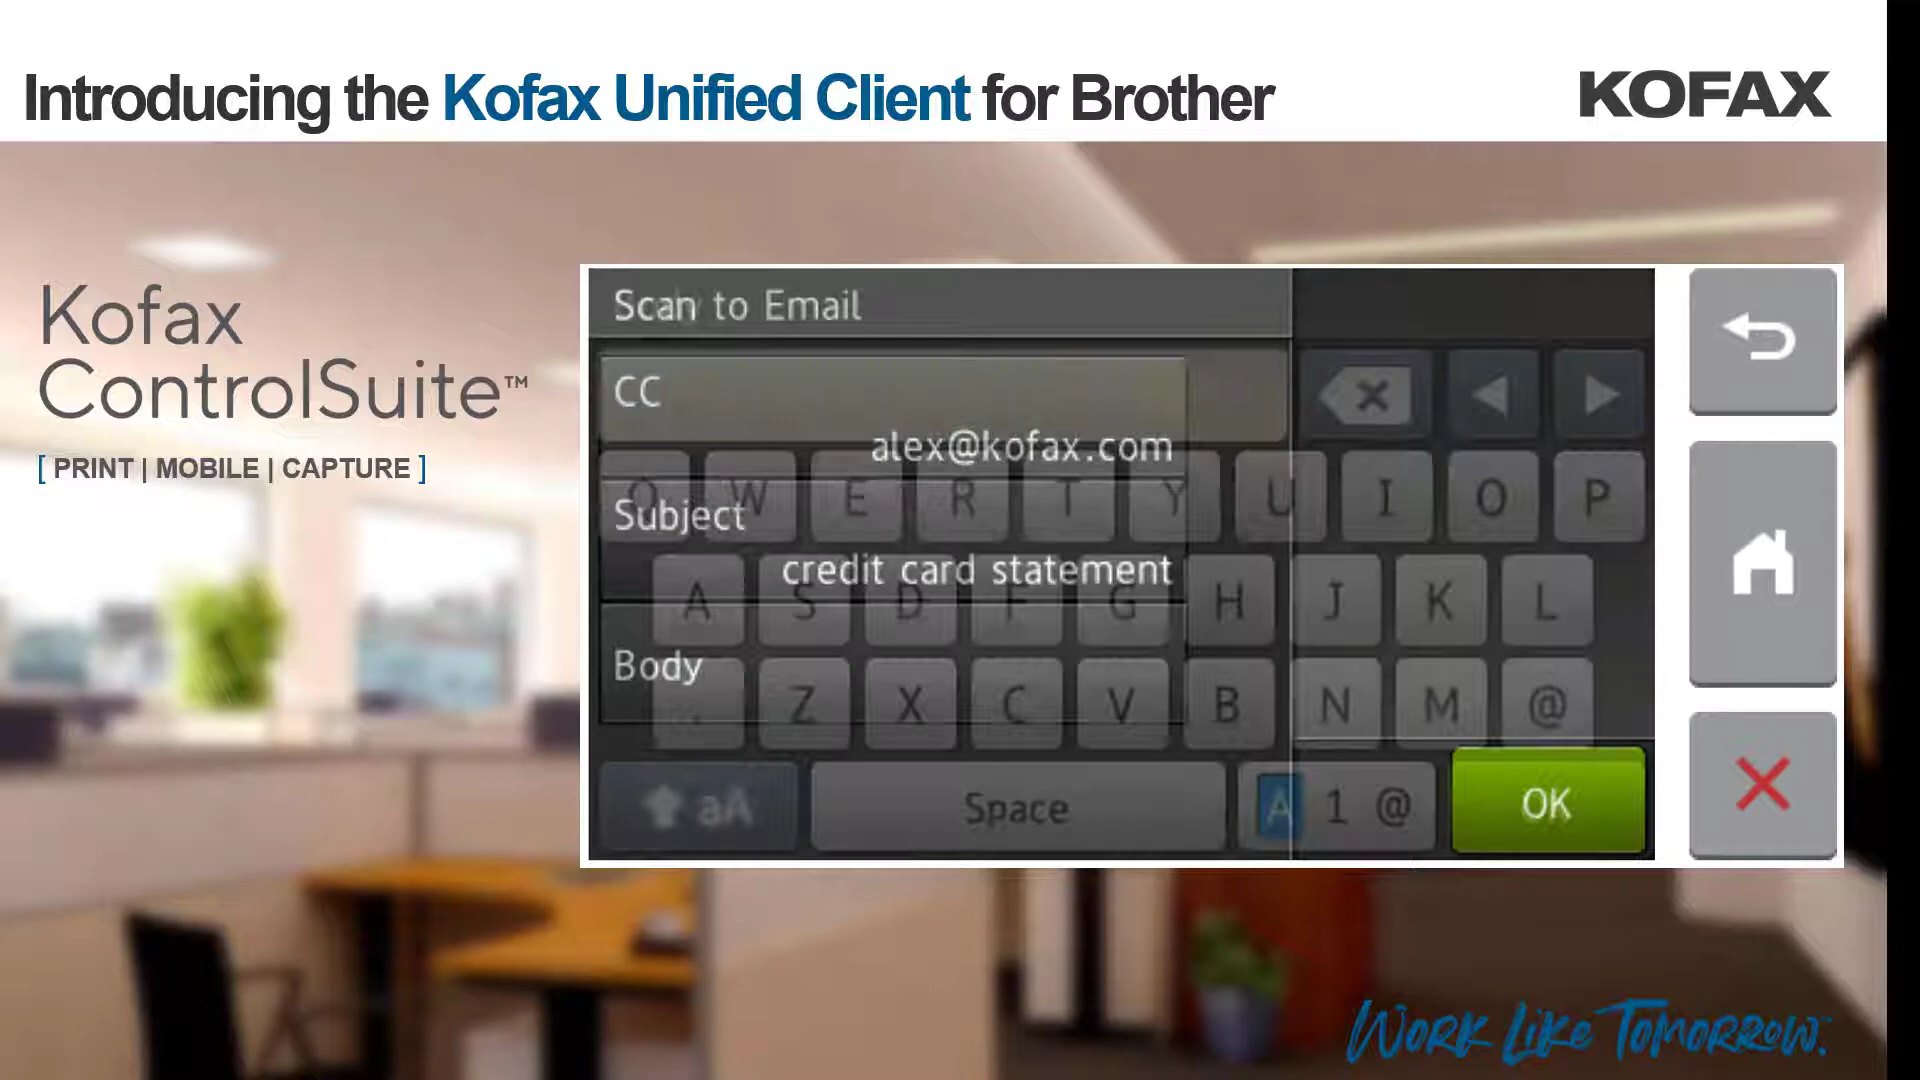 Introducing the Kofax Unified Client for Brother
KOFAX
Kofax
ControlSuite™
[ PRINT | MOBILE | CAPTURE ]
Scan to Email
CC
alex@kofax.com
Q W E R T Y U I O P
Subject
credit card statement
A S D F G H J K L
Body
. Z X C V B N M @
aA Space A 1 @ OK
WORK LIKE TOMORROW.